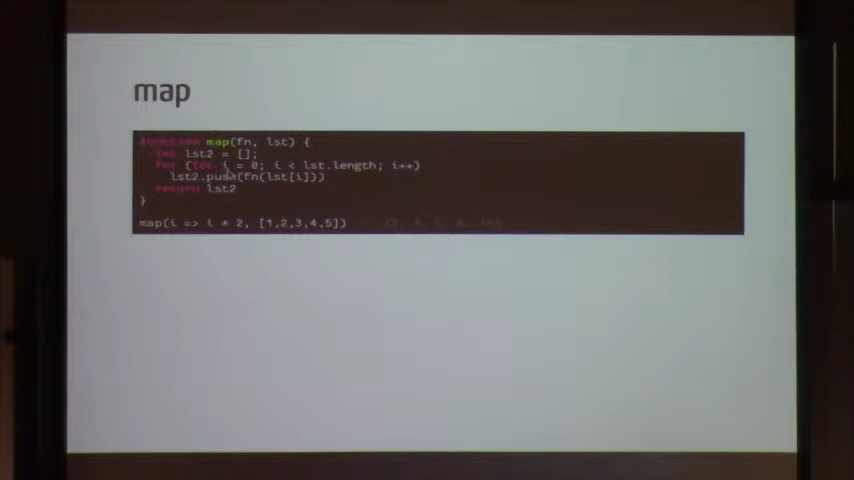 map
function map(fn, lst) {
let lst2 = [];
for (let i = 0; i < lst.length; i++)
lst2.push(fn(lst[i]))
return lst2
}
map(i => i * 2, [1,2,3,4,5])